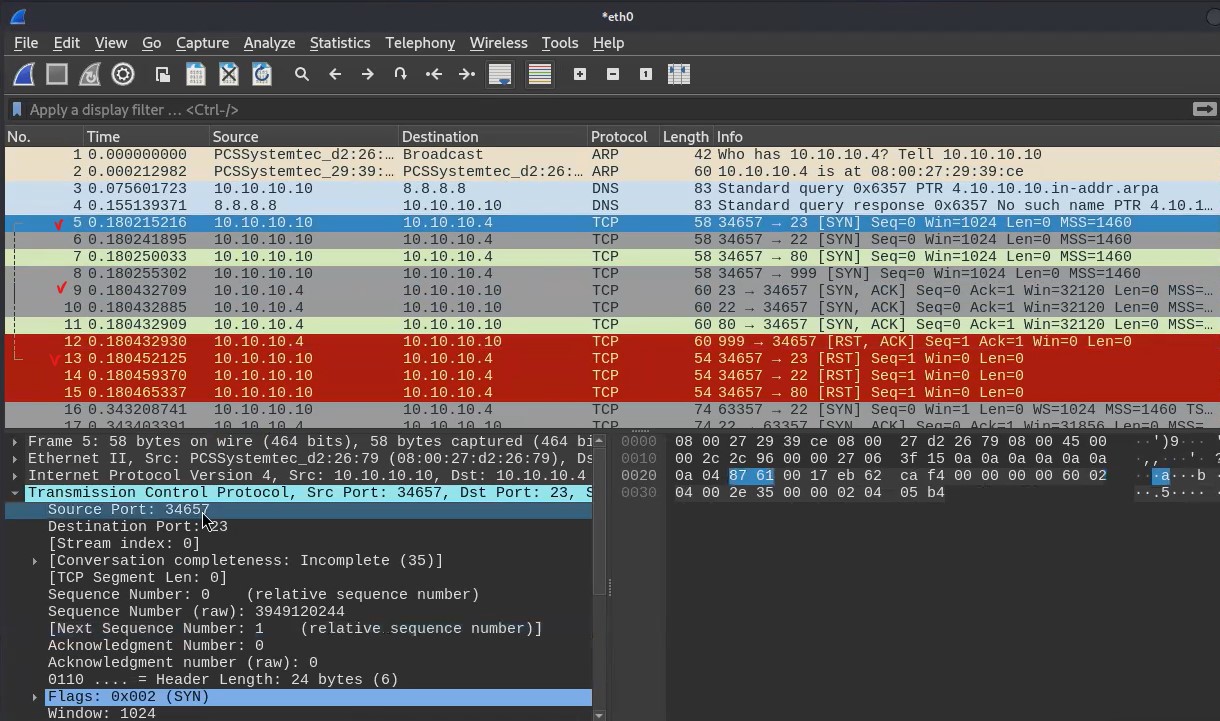 *eth0
File Edit View Go Capture Analyze Statistics Telephony Wireless Tools Help
Apply a display filter … <Ctrl-/>
No. Time Source Destination Protocol Length Info
1 0.000000000 PCSSystemtec_d2:26:… Broadcast ARP 42 Who has 10.10.10.4? Tell 10.10.10.10
2 0.000212982 PCSSystemtec_29:39:… PCSSystemtec_d2:26:… ARP 60 10.10.10.4 is at 08:00:27:29:39:ce
3 0.075601723 10.10.10.10 8.8.8.8 DNS 83 Standard query 0x6357 PTR 4.10.10.10.in-addr.arpa
4 0.155139371 8.8.8.8 10.10.10.10 DNS 83 Standard query response 0x6357 No such name PTR 4.10.1…
5 0.180215216 10.10.10.10 10.10.10.4 TCP 58 34657 → 23 [SYN] Seq=0 Win=1024 Len=0 MSS=1460
6 0.180241895 10.10.10.10 10.10.10.4 TCP 58 34657 → 22 [SYN] Seq=0 Win=1024 Len=0 MSS=1460
7 0.180250033 10.10.10.10 10.10.10.4 TCP 58 34657 → 80 [SYN] Seq=0 Win=1024 Len=0 MSS=1460
8 0.180255302 10.10.10.10 10.10.10.4 TCP 58 34657 → 999 [SYN] Seq=0 Win=1024 Len=0 MSS=1460
9 0.180432709 10.10.10.4 10.10.10.10 TCP 60 23 → 34657 [SYN, ACK] Seq=0 Ack=1 Win=32120 Len=0 MSS=…
10 0.180432885 10.10.10.4 10.10.10.10 TCP 60 22 → 34657 [SYN, ACK] Seq=0 Ack=1 Win=32120 Len=0 MSS=…
11 0.180432909 10.10.10.4 10.10.10.10 TCP 60 80 → 34657 [SYN, ACK] Seq=0 Ack=1 Win=32120 Len=0 MSS=…
12 0.180432930 10.10.10.4 10.10.10.10 TCP 60 999 → 34657 [RST, ACK] Seq=1 Ack=1 Win=0 Len=0
13 0.180452125 10.10.10.10 10.10.10.4 TCP 54 34657 → 23 [RST] Seq=1 Win=0 Len=0
14 0.180459370 10.10.10.10 10.10.10.4 TCP 54 34657 → 22 [RST] Seq=1 Win=0 Len=0
15 0.180465337 10.10.10.10 10.10.10.4 TCP 54 34657 → 80 [RST] Seq=1 Win=0 Len=0
16 0.343208741 10.10.10.10 10.10.10.4 TCP 74 63357 → 22 [SYN] Seq=0 Win=1 Len=0 WS=1024 MSS=1460 TS…
17 0.343403391 10.10.10.4 10.10.10.10 TCP 74 22 → 63357 [SYN, ACK] Seq=0 Ack=1 Win=31856 Len=0 MSS=…
Frame 5: 58 bytes on wire (464 bits), 58 bytes captured (464 bi
Ethernet II, Src: PCSSystemtec_d2:26:79 (08:00:27:d2:26:79), Ds
Internet Protocol Version 4, Src: 10.10.10.10, Dst: 10.10.10.4
Transmission Control Protocol, Src Port: 34657, Dst Port: 23, S
Source Port: 34657
Destination Port: 23
[Stream index: 0]
[Conversation completeness: Incomplete (35)]
[TCP Segment Len: 0]
Sequence Number: 0 (relative sequence number)
Sequence Number (raw): 3949120244
[Next Sequence Number: 1 (relative sequence number)]
Acknowledgment Number: 0
Acknowledgment number (raw): 0
0110 .... = Header Length: 24 bytes (6)
Flags: 0x002 (SYN)
Window: 1024
0000 08 00 27 29 39 ce 08 00 27 d2 26 79 08 00 45 00 ··')9···
0010 00 2c 2c 96 00 00 27 06 3f 15 0a 0a 0a 0a 0a 0a ·,,···'·
0020 0a 04 87 61 00 17 eb 62 ca f4 00 00 00 00 60 02 ···a···b
0030 04 00 2e 35 00 00 02 04 05 b4 ··.5····